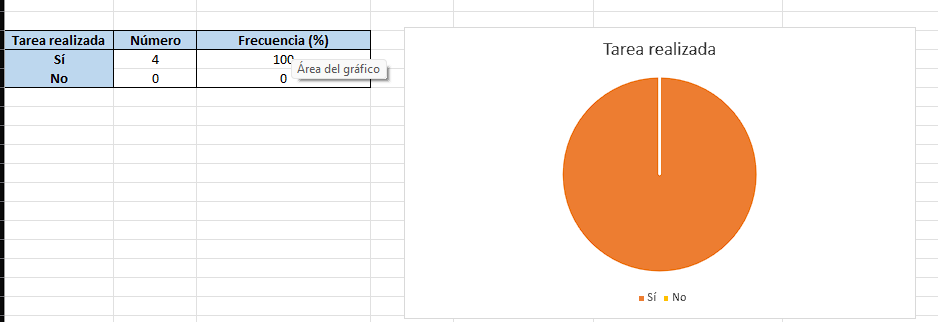 Tarea realizada Número Frecuencia (%)
Sí 4 100
Área del gráfico
No 0 0
Tarea realizada
Sí No